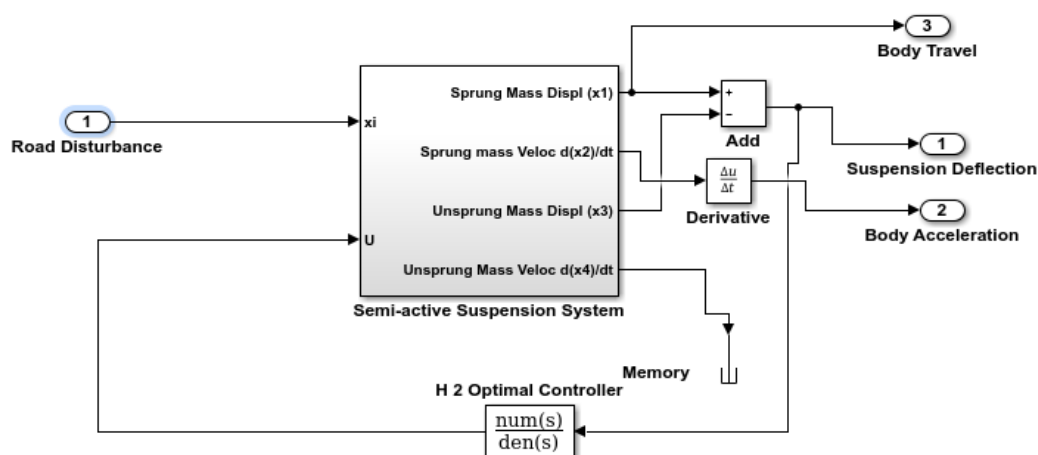 3
Body Travel
Sprung Mass Displ (x1)
+
−
Add
1
Road Disturbance
xi
Sprung mass Veloc d(x2)/dt
Δu
Δt
Derivative
1
Suspension Deflection
Unsprung Mass Displ (x3)
2
Body Acceleration
U
Unsprung Mass Veloc d(x4)/dt
Semi-active Suspension System
Memory
H 2 Optimal Controller
num(s)
den(s)